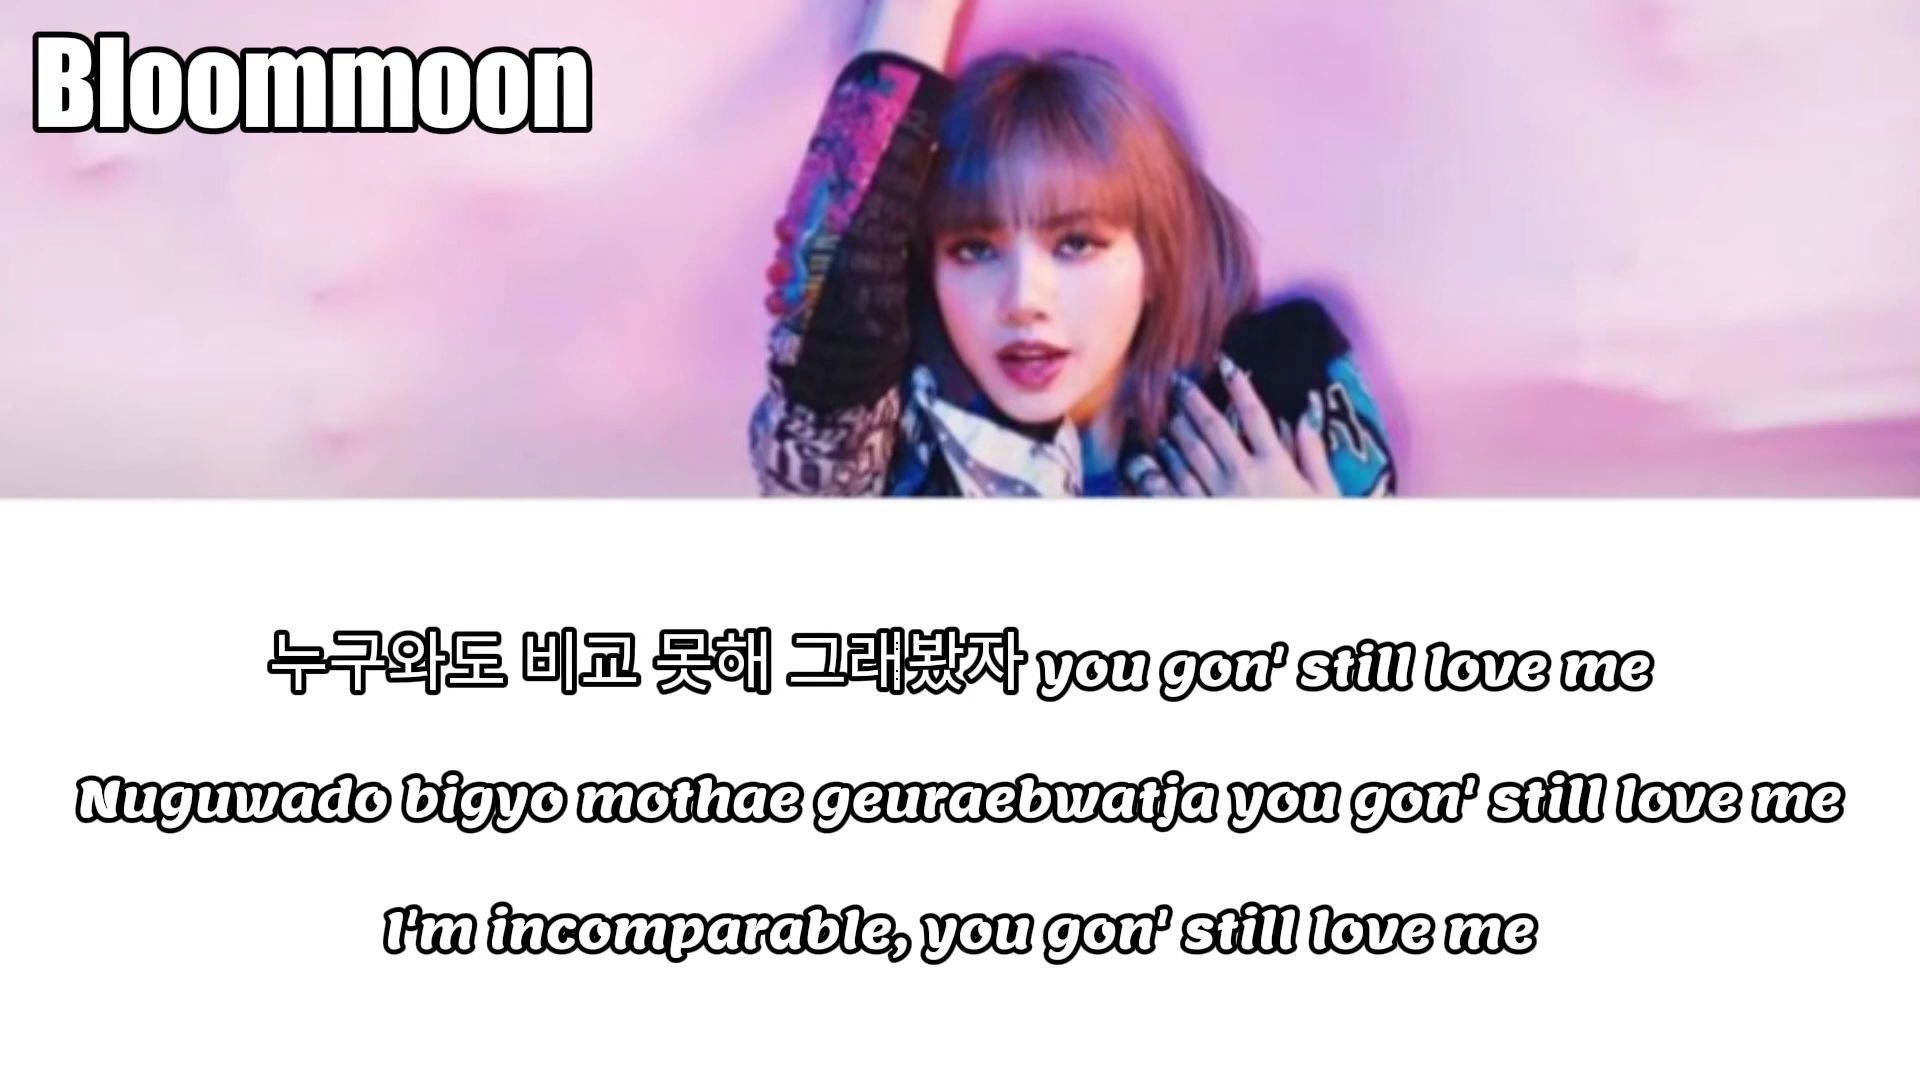 Bloommoon
누구와도 비교 못해 그래봤자 you gon' still love me
Nuguwado bigyo mothae geuraebwatja you gon' still love me
I'm incomparable, you gon' still love me